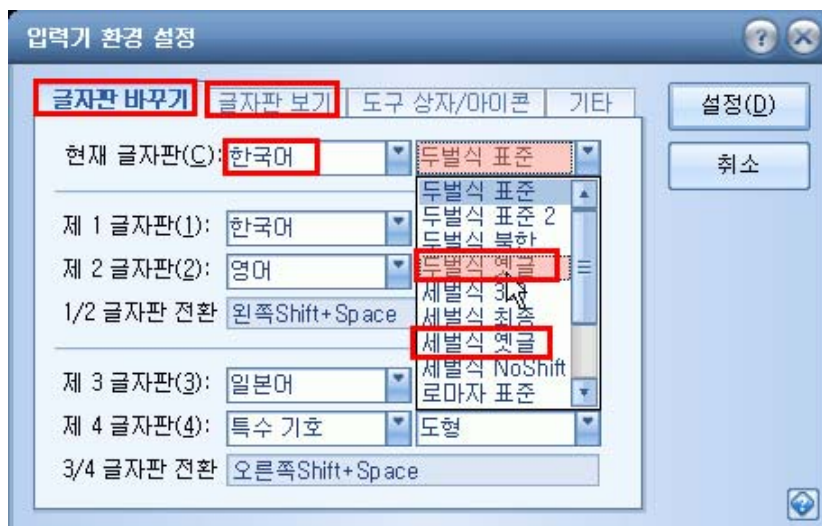 입력기 환경 설정
글자판 바꾸기 글자판 보기 도구 상자/아이콘 기타
설정(D)
취소
현재 글자판(C): 한국어 두벌식 표준
두벌식 표준
두벌식 표준 2
두벌식 북한
두벌식 옛글
세벌식 최종
세벌식 옛글
세벌식 NoShift
로마자 표준
제 1 글자판(1): 한국어
제 2 글자판(2): 영어
1/2 글자판 전환 왼쪽Shift+Space
제 3 글자판(3): 일본어
제 4 글자판(4): 특수 기호 도형
3/4 글자판 전환 오른쪽Shift+Space